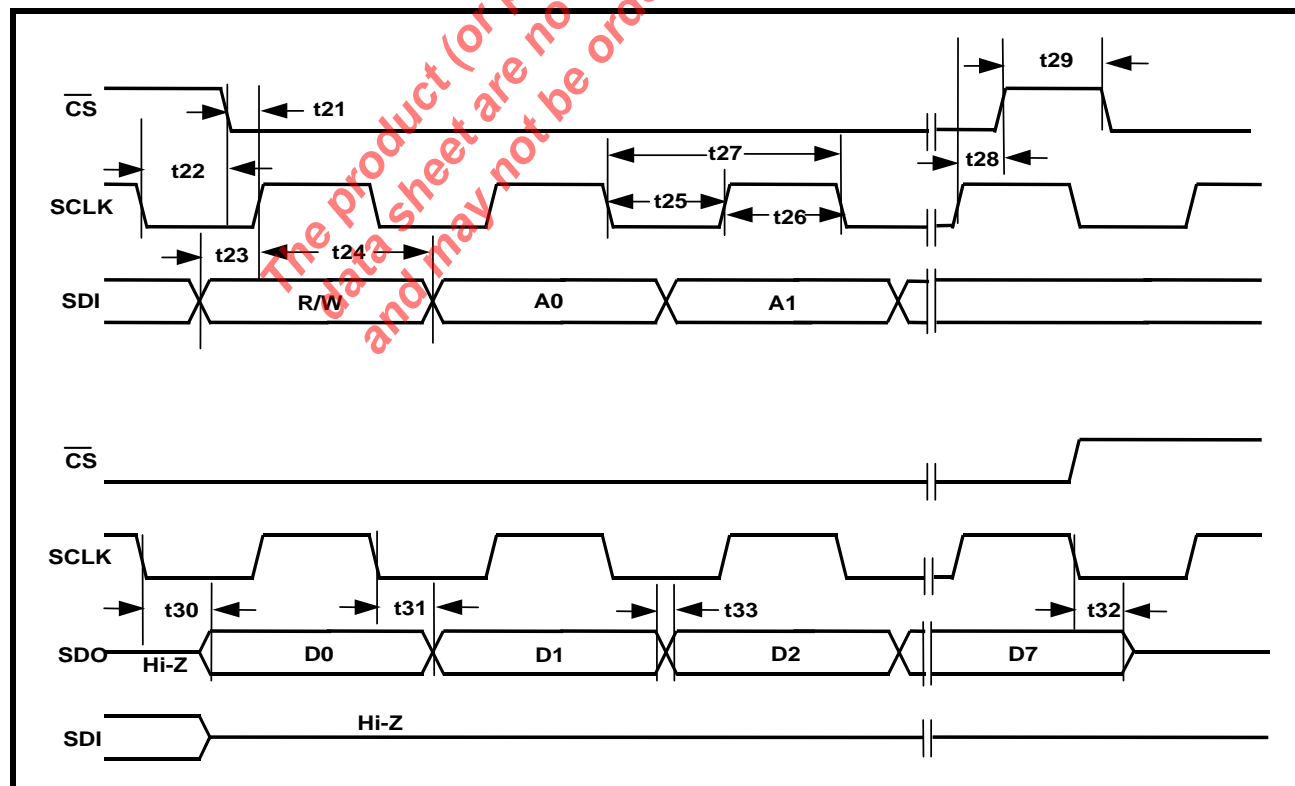 The product (or p
data sheet are no
and may not be orde
t29
CS
t21
t27
t22
t28
SCLK
t25
t26
t23
t24
SDI
R/W
A0
A1
CS
SCLK
t30
t31
t33
t32
SDO
Hi-Z
D0
D1
D2
D7
Hi-Z
SDI